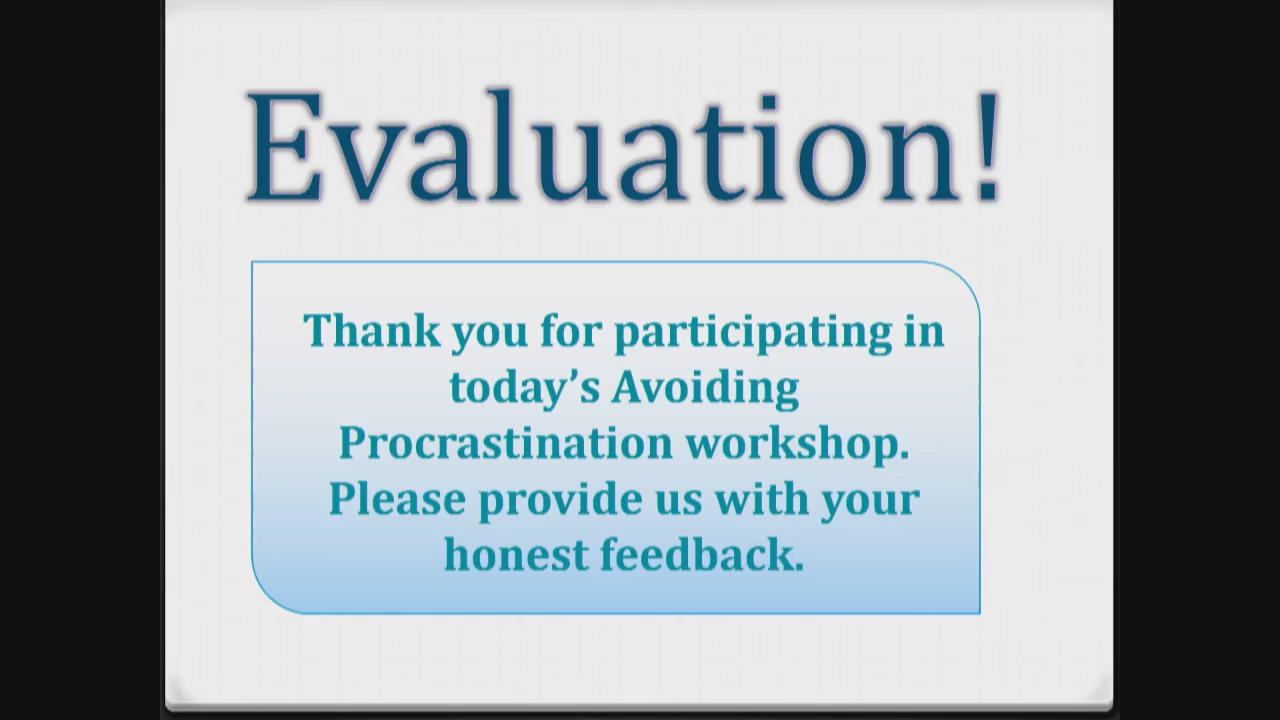 Evaluation!
Thank you for participating in
today’s Avoiding
Procrastination workshop.
Please provide us with your
honest feedback.